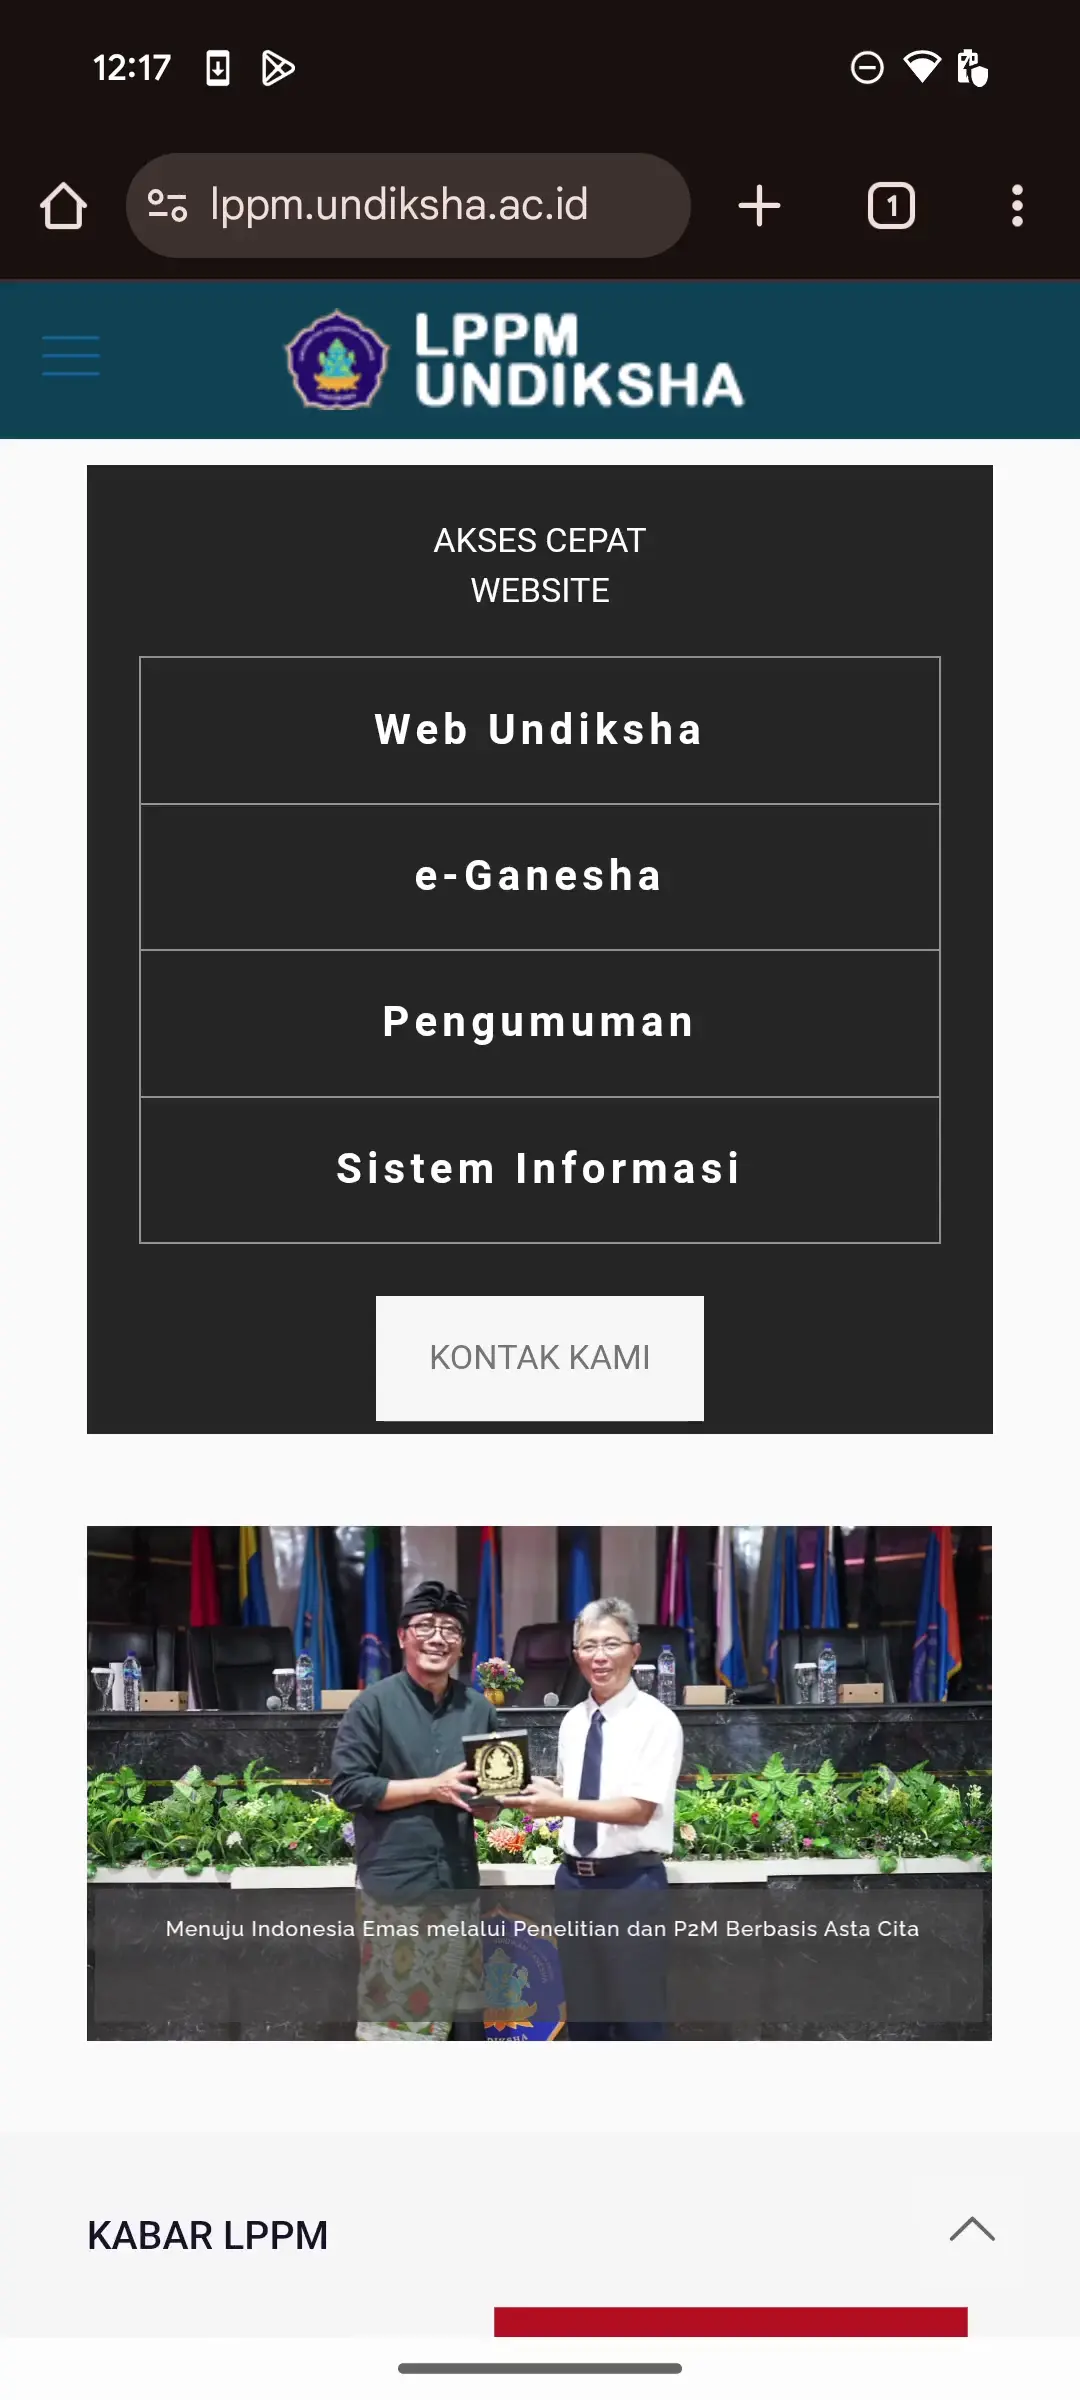 12:17
lppm.undiksha.ac.id
1
LPPM
UNDIKSHA
AKSES CEPAT
WEBSITE
Web Undiksha
e-Ganesha
Pengumuman
Sistem Informasi
KONTAK KAMI
Menuju Indonesia Emas melalui Penelitian dan P2M Berbasis Asta Cita
KABAR LPPM